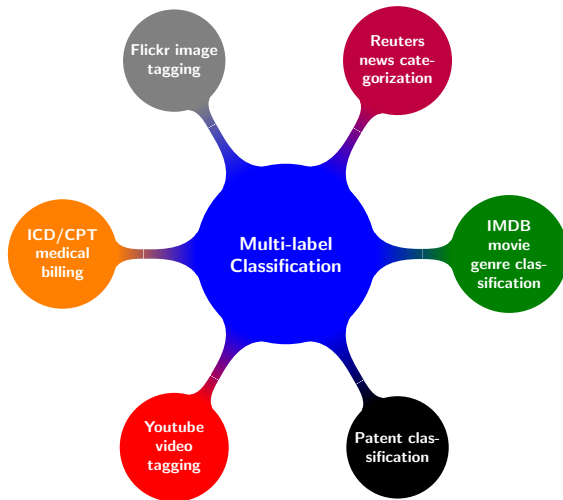 Flickr image
tagging
Reuters
news cate-
gorization
ICD/CPT
medical
billing
Multi-label
Classification
IMDB
movie
genre clas-
sification
Youtube
video
tagging
Patent clas-
sification